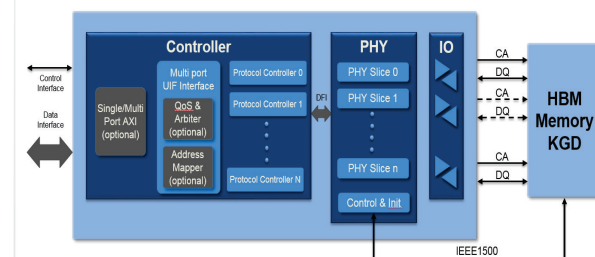 Controller
PHY
IO
Control
Interface
Data
Interface
Single/Multi
Port AXI
(optional)
Multi port
UIF Interface
QoS &
Arbiter
(optional)
Address
Mapper
(optional)
Protocol Controller 0
Protocol Controller 1
Protocol Controller N
DFI
PHY Slice 0
PHY Slice 1
PHY Slice n
Control & Init
CA
DQ
CA
DQ
CA
DQ
HBM
Memory
KGD
IEEE1500